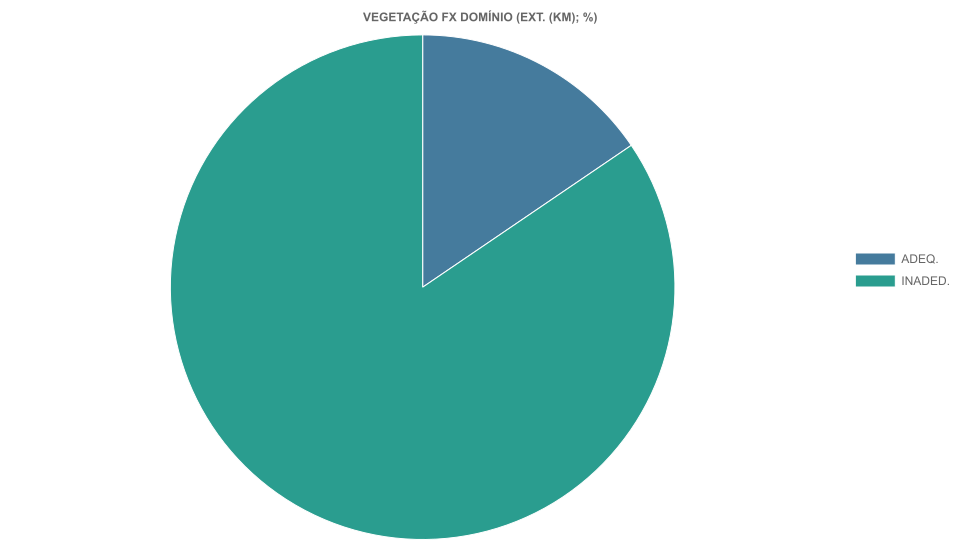 VEGETAÇÃO FX DOMÍNIO (EXT. (KM); %)
ADEQ.
INADED.